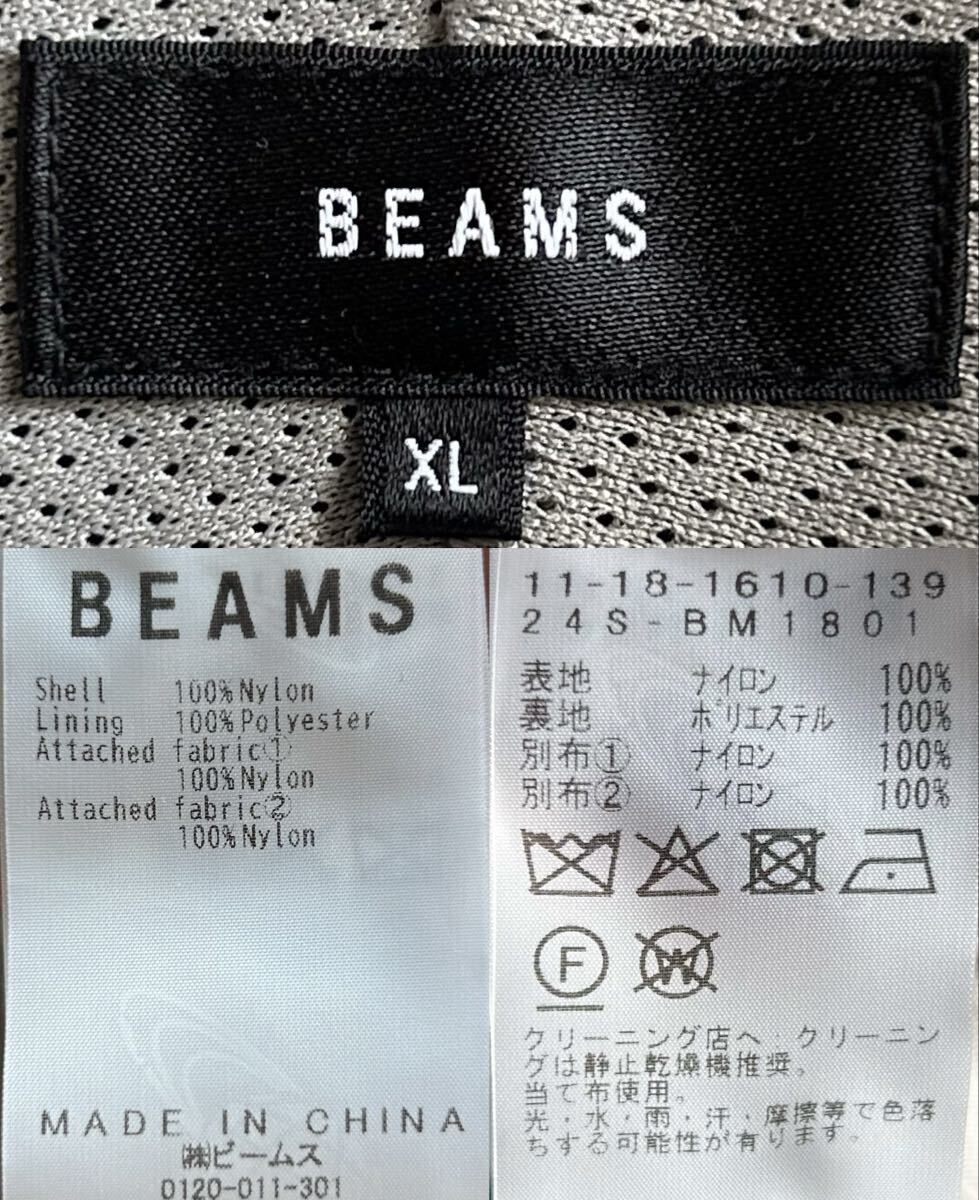 BEAMS
XL
BEAMS
Shell 100%Nylon
Lining 100%Polyester
Attached fabric①
100%Nylon
Attached fabric②
100%Nylon
MADE IN CHINA
㈱ビームス
0120-011-301
11-18-1610-139
24S-BM1801
表地 ナイロン 100%
裏地 ポリエステル 100%
別布① ナイロン 100%
別布② ナイロン 100%
F
W
クリーニング店へ・クリーニン
グは静止乾燥機推奨。
当て布使用。
光・水・雨・汗・摩擦等で色落
ちする可能性が有ります。